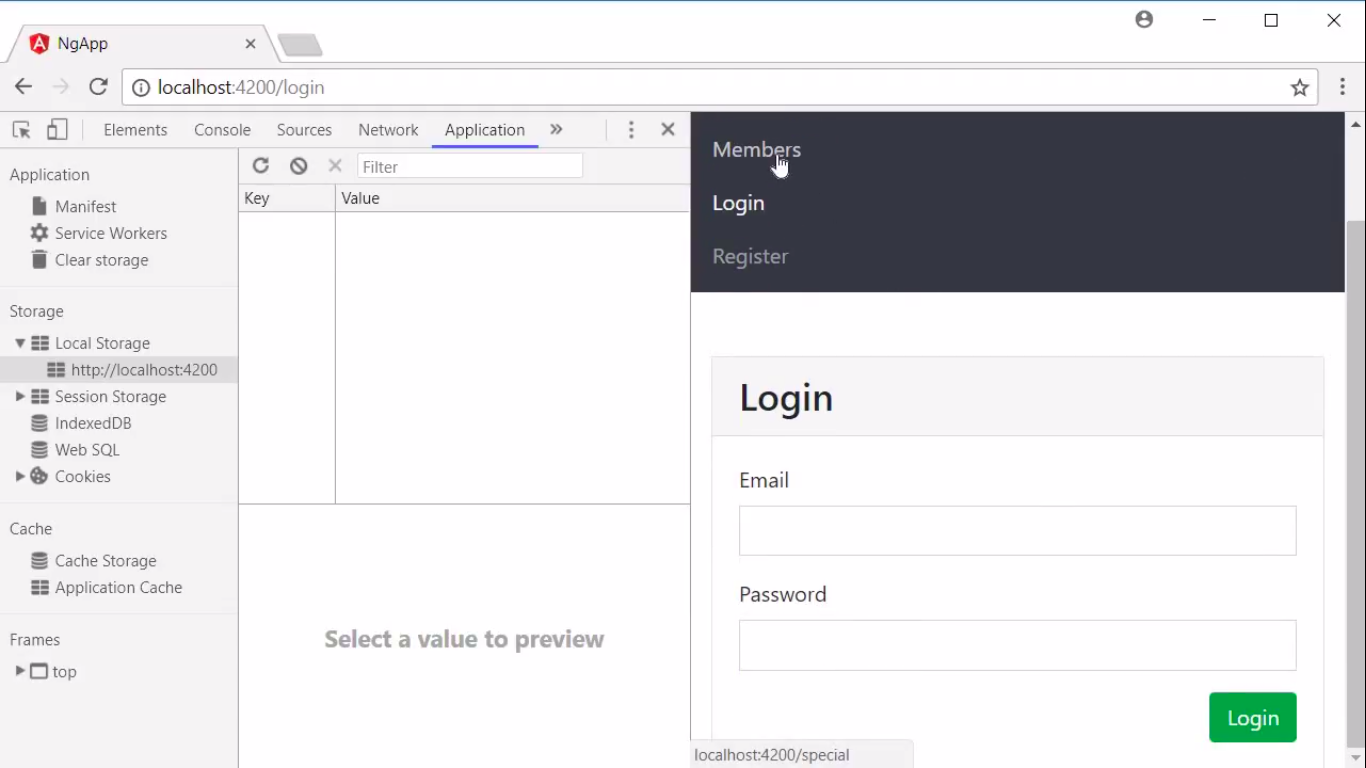 NgApp
localhost:4200/login
Elements Console Sources Network Application »
Application
Manifest
Service Workers
Clear storage
Storage
Local Storage
http://localhost:4200
Session Storage
IndexedDB
Web SQL
Cookies
Cache
Cache Storage
Application Cache
Frames
top
Filter
Key Value
Select a value to preview
Members
Login
Register
Login
Email
Password
Login
localhost:4200/special